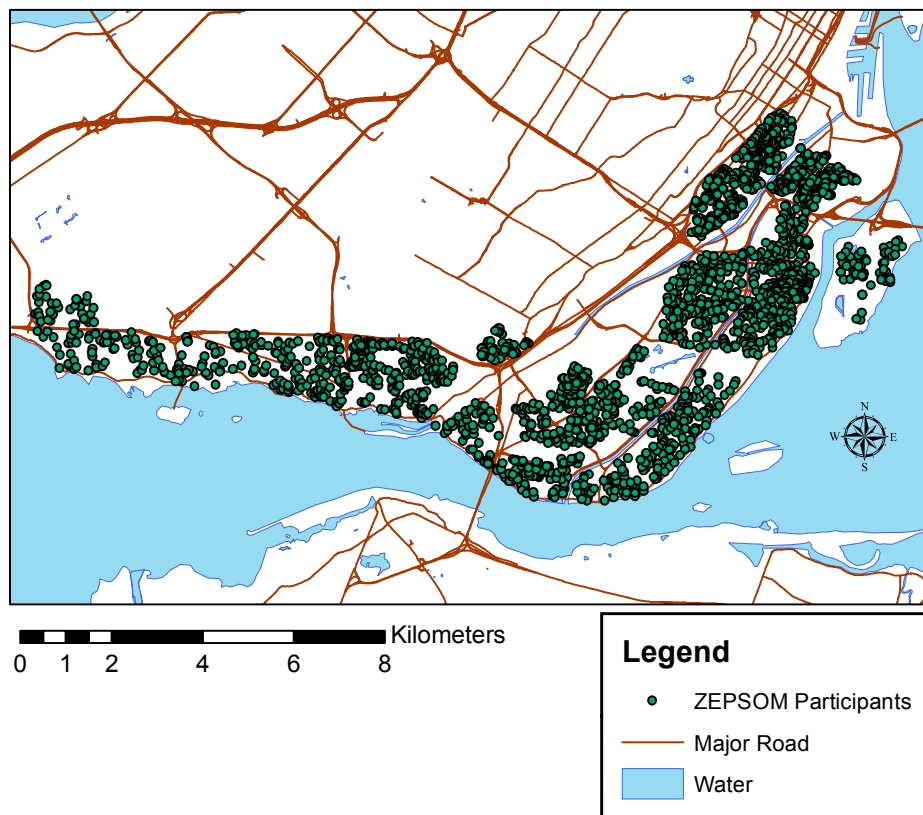 N
W E
S
Kilometers
0 1 2 4 6 8
Legend
ZEPSOM Participants
Major Road
Water